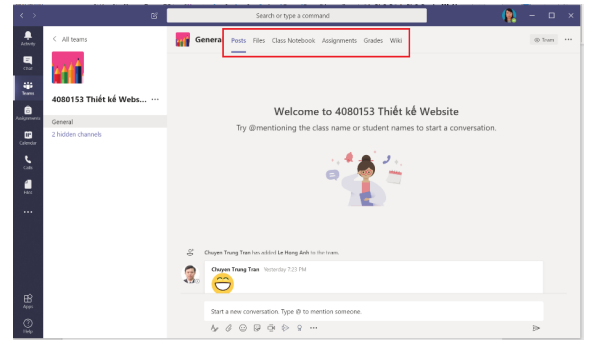 Search or type a command
Activity
Chat
Teams
Assignments
Calendar
Calls
Files
Apps
Help
All teams
4080153 Thiết kế Webs... ...
General
2 hidden channels
General Posts Files Class Notebook Assignments Grades Wiki
Team
Welcome to 4080153 Thiết kế Website
Try @mentioning the class name or student names to start a conversation.
Chuyen Trung Tran has added Le Hong Anh to the team.
Chuyen Trung Tran Yesterday 7:23 PM
Start a new conversation. Type @ to mention someone.